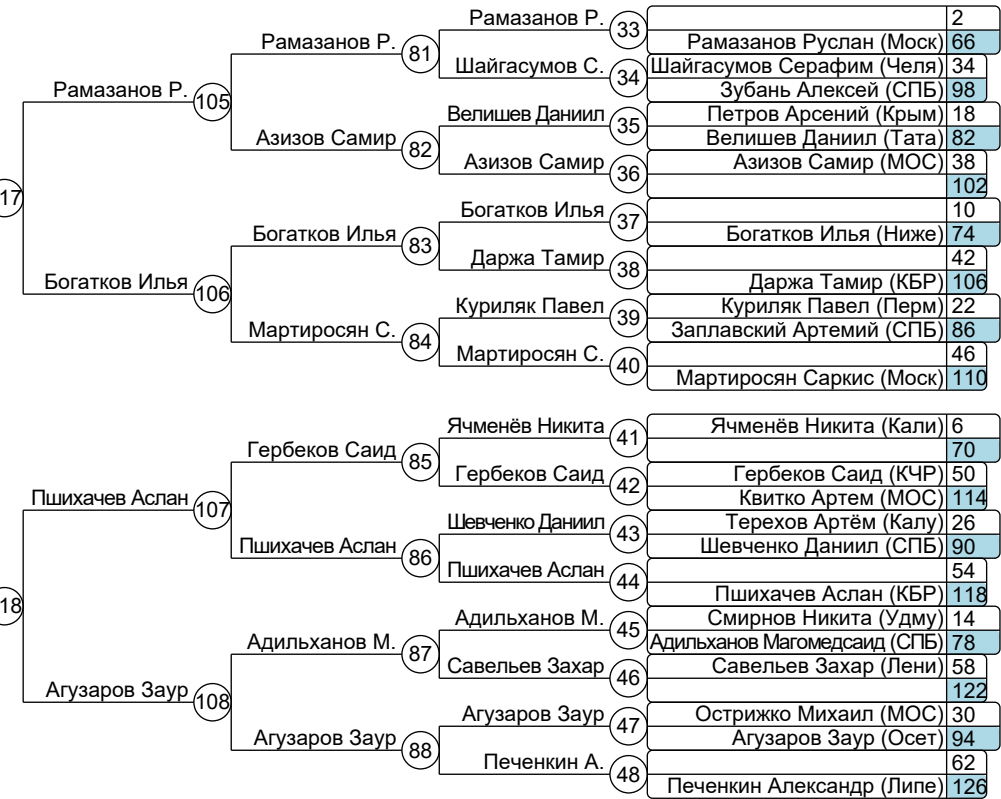 Рамазанов Р.
33
2
Рамазанов Р.
81
Рамазанов Руслан (Моск) 66
Шайгасумов С.
34
Шайгасумов Серафим (Челя) 34
Рамазанов Р.
105
Зубань Алексей (СПБ) 98
Велишев Даниил
35
Петров Арсений (Крым) 18
Азизов Самир
82
Велишев Даниил (Тата) 82
Азизов Самир
36
Азизов Самир (МОС) 38
102
17
Богатков Илья
37
10
Богатков Илья
83
Богатков Илья (Ниже) 74
Даржа Тамир
38
42
Богатков Илья
106
Даржа Тамир (КБР) 106
Куриляк Павел
39
Куриляк Павел (Перм) 22
Мартиросян С.
84
Заплавский Артемий (СПБ) 86
Мартиросян С.
40
46
Мартиросян Саркис (Моск) 110
Ячменёв Никита
41
Ячменёв Никита (Кали) 6
Гербеков Саид
85
70
Гербеков Саид
42
Гербеков Саид (КЧР) 50
Пшихачев Аслан
107
Квитко Артем (МОС) 114
Шевченко Даниил
43
Терехов Артём (Калу) 26
Пшихачев Аслан
86
Шевченко Даниил (СПБ) 90
Пшихачев Аслан
44
54
Пшихачев Аслан (КБР) 118
18
Адильханов М.
45
Смирнов Никита (Удму) 14
Адильханов М.
87
Адильханов Магомедсаид (СПБ) 78
Савельев Захар
46
Савельев Захар (Лени) 58
Агузаров Заур
108
122
Агузаров Заур
47
Острижко Михаил (МОС) 30
Агузаров Заур
88
Агузаров Заур (Осет) 94
Печенкин А.
48
62
Печенкин Александр (Липе) 126